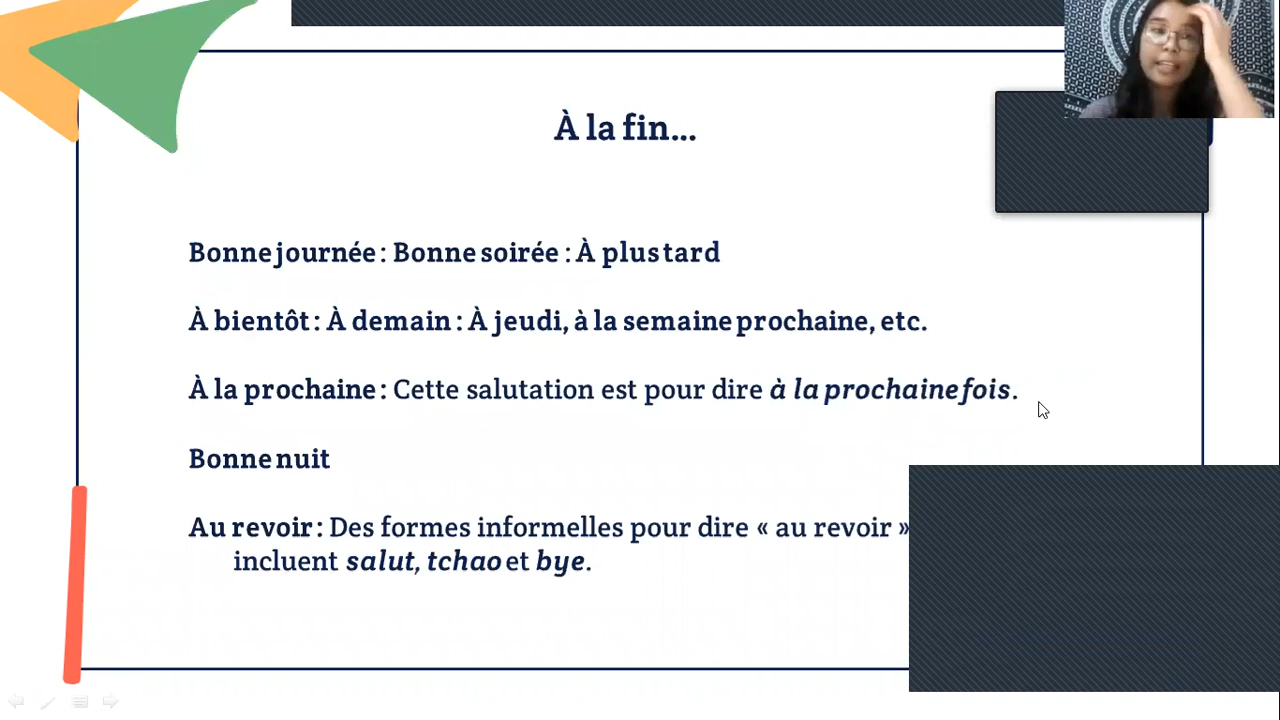 À la fin...
Bonne journée : Bonne soirée : À plus tard
À bientôt : À demain : À jeudi, à la semaine prochaine, etc.
À la prochaine : Cette salutation est pour dire à la prochaine fois.
Bonne nuit
Au revoir : Des formes informelles pour dire « au revoir »
incluent salut, tchao et bye.